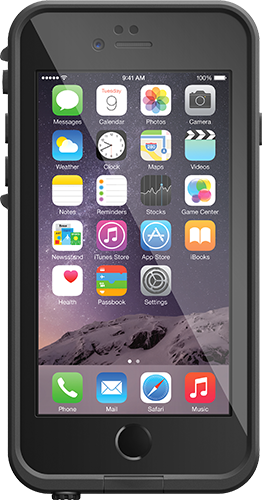 9:41 AM 100%
Tuesday
9
280
Messages Calendar Photos Camera
Weather Clock Maps Videos
Notes Reminders Stocks Game Center
Newsstand iTunes Store App Store iBooks
Health Passbook Settings
Phone Mail Safari Music